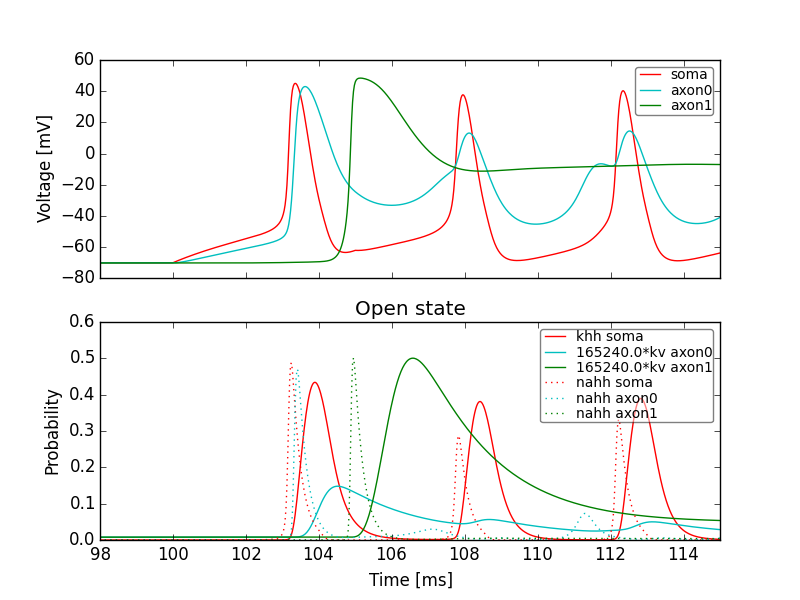 60
40
20
0
−20
−40
−60
−80
Voltage [mV]
soma
axon0
axon1
Open state
0.6
0.5
0.4
0.3
0.2
0.1
0.0
Probability
khh soma
165240.0*kv axon0
165240.0*kv axon1
nahh soma
nahh axon0
nahh axon1
98 100 102 104 106 108 110 112 114
Time [ms]